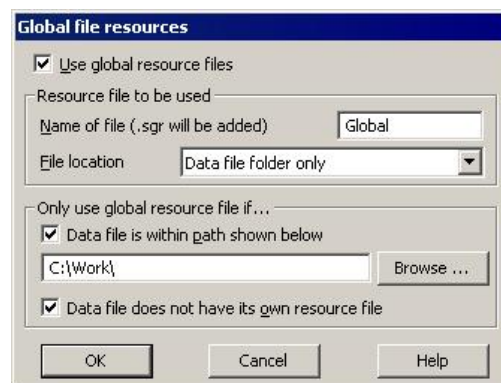 Global file resources
Use global resource files
Resource file to be used
Name of file (.sgr will be added) Global
File location Data file folder only
Only use global resource file if...
Data file is within path shown below
C:\Work\ Browse ...
Data file does not have its own resource file
OK Cancel Help